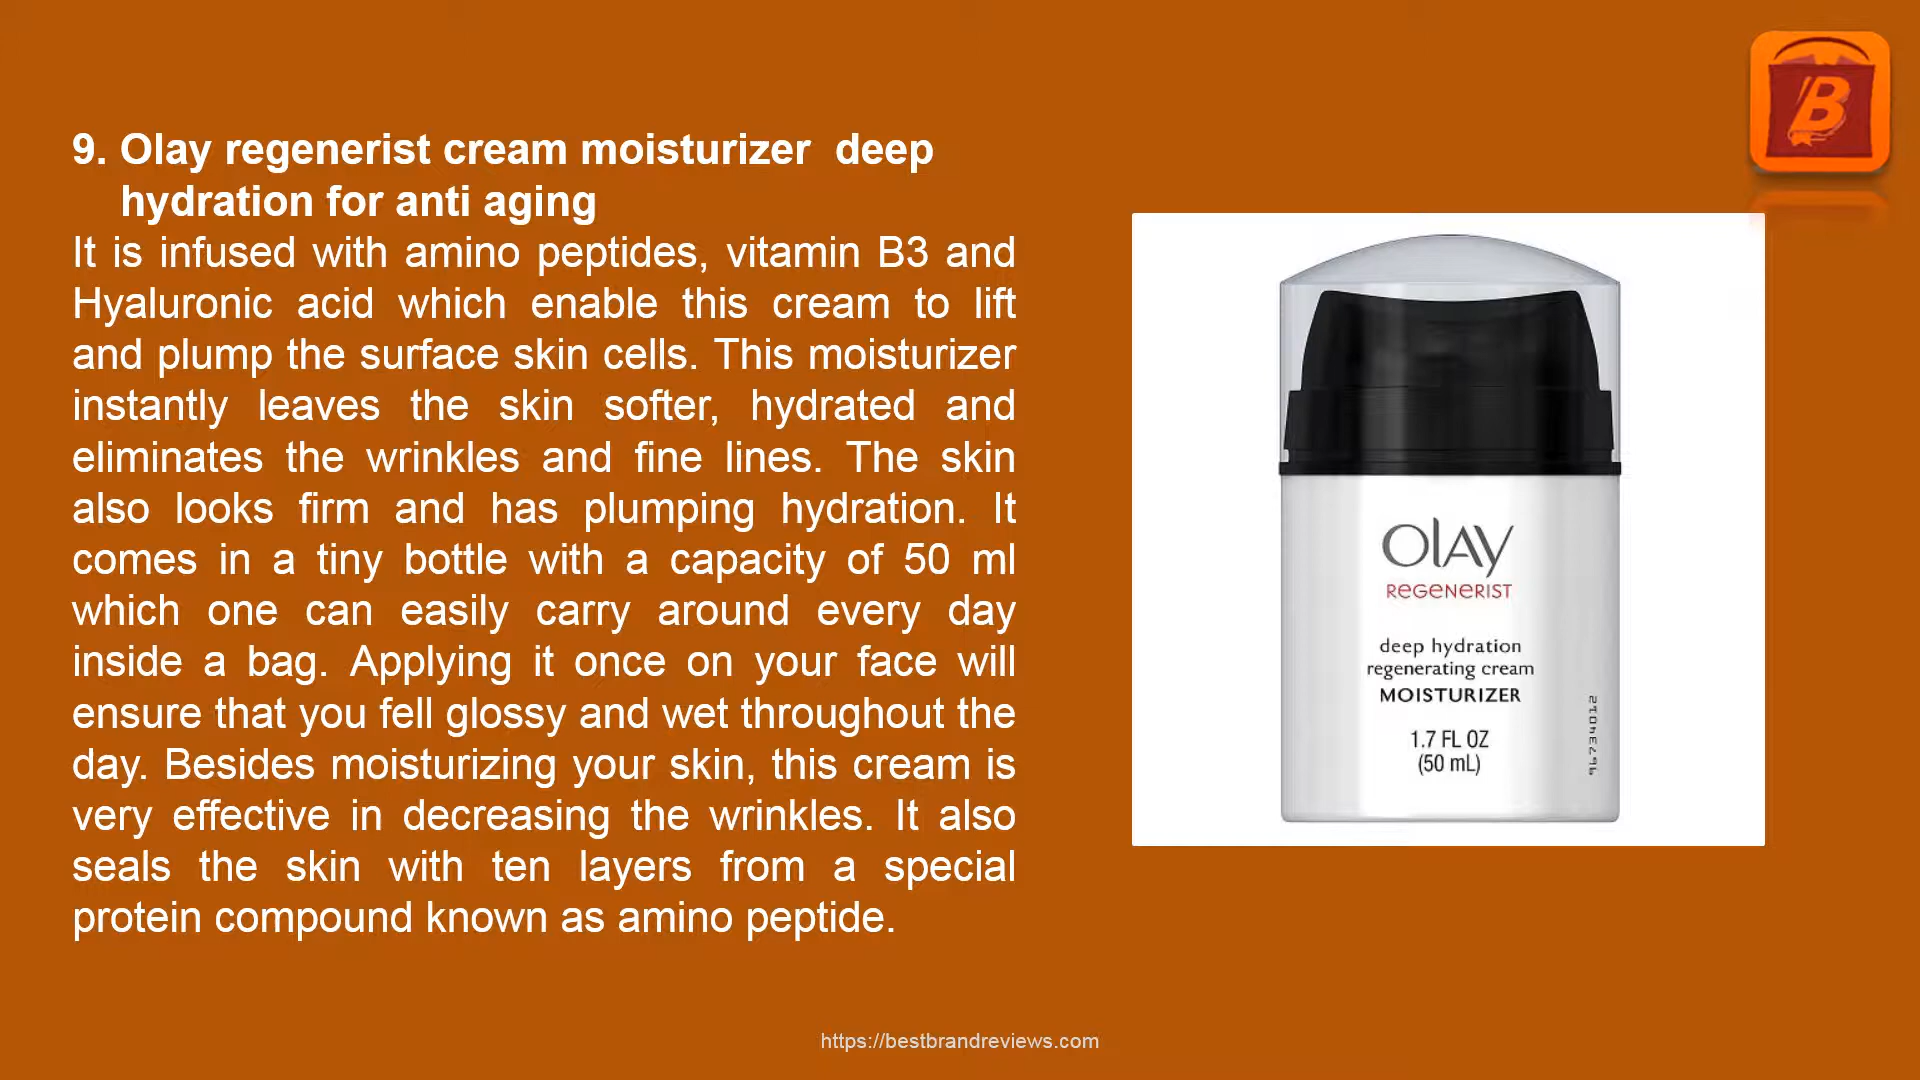 9. Olay regenerist cream moisturizer deep
hydration for anti aging
It is infused with amino peptides, vitamin B3 and
Hyaluronic acid which enable this cream to lift
and plump the surface skin cells. This moisturizer
instantly leaves the skin softer, hydrated and
eliminates the wrinkles and fine lines. The skin
also looks firm and has plumping hydration. It
comes in a tiny bottle with a capacity of 50 ml
which one can easily carry around every day
inside a bag. Applying it once on your face will
ensure that you fell glossy and wet throughout the
day. Besides moisturizing your skin, this cream is
very effective in decreasing the wrinkles. It also
seals the skin with ten layers from a special
protein compound known as amino peptide.
B
OLAY
REGENERIST
deep hydration
regenerating cream
MOISTURIZER
1.7 FL OZ
(50 mL)
https://bestbrandreviews.com